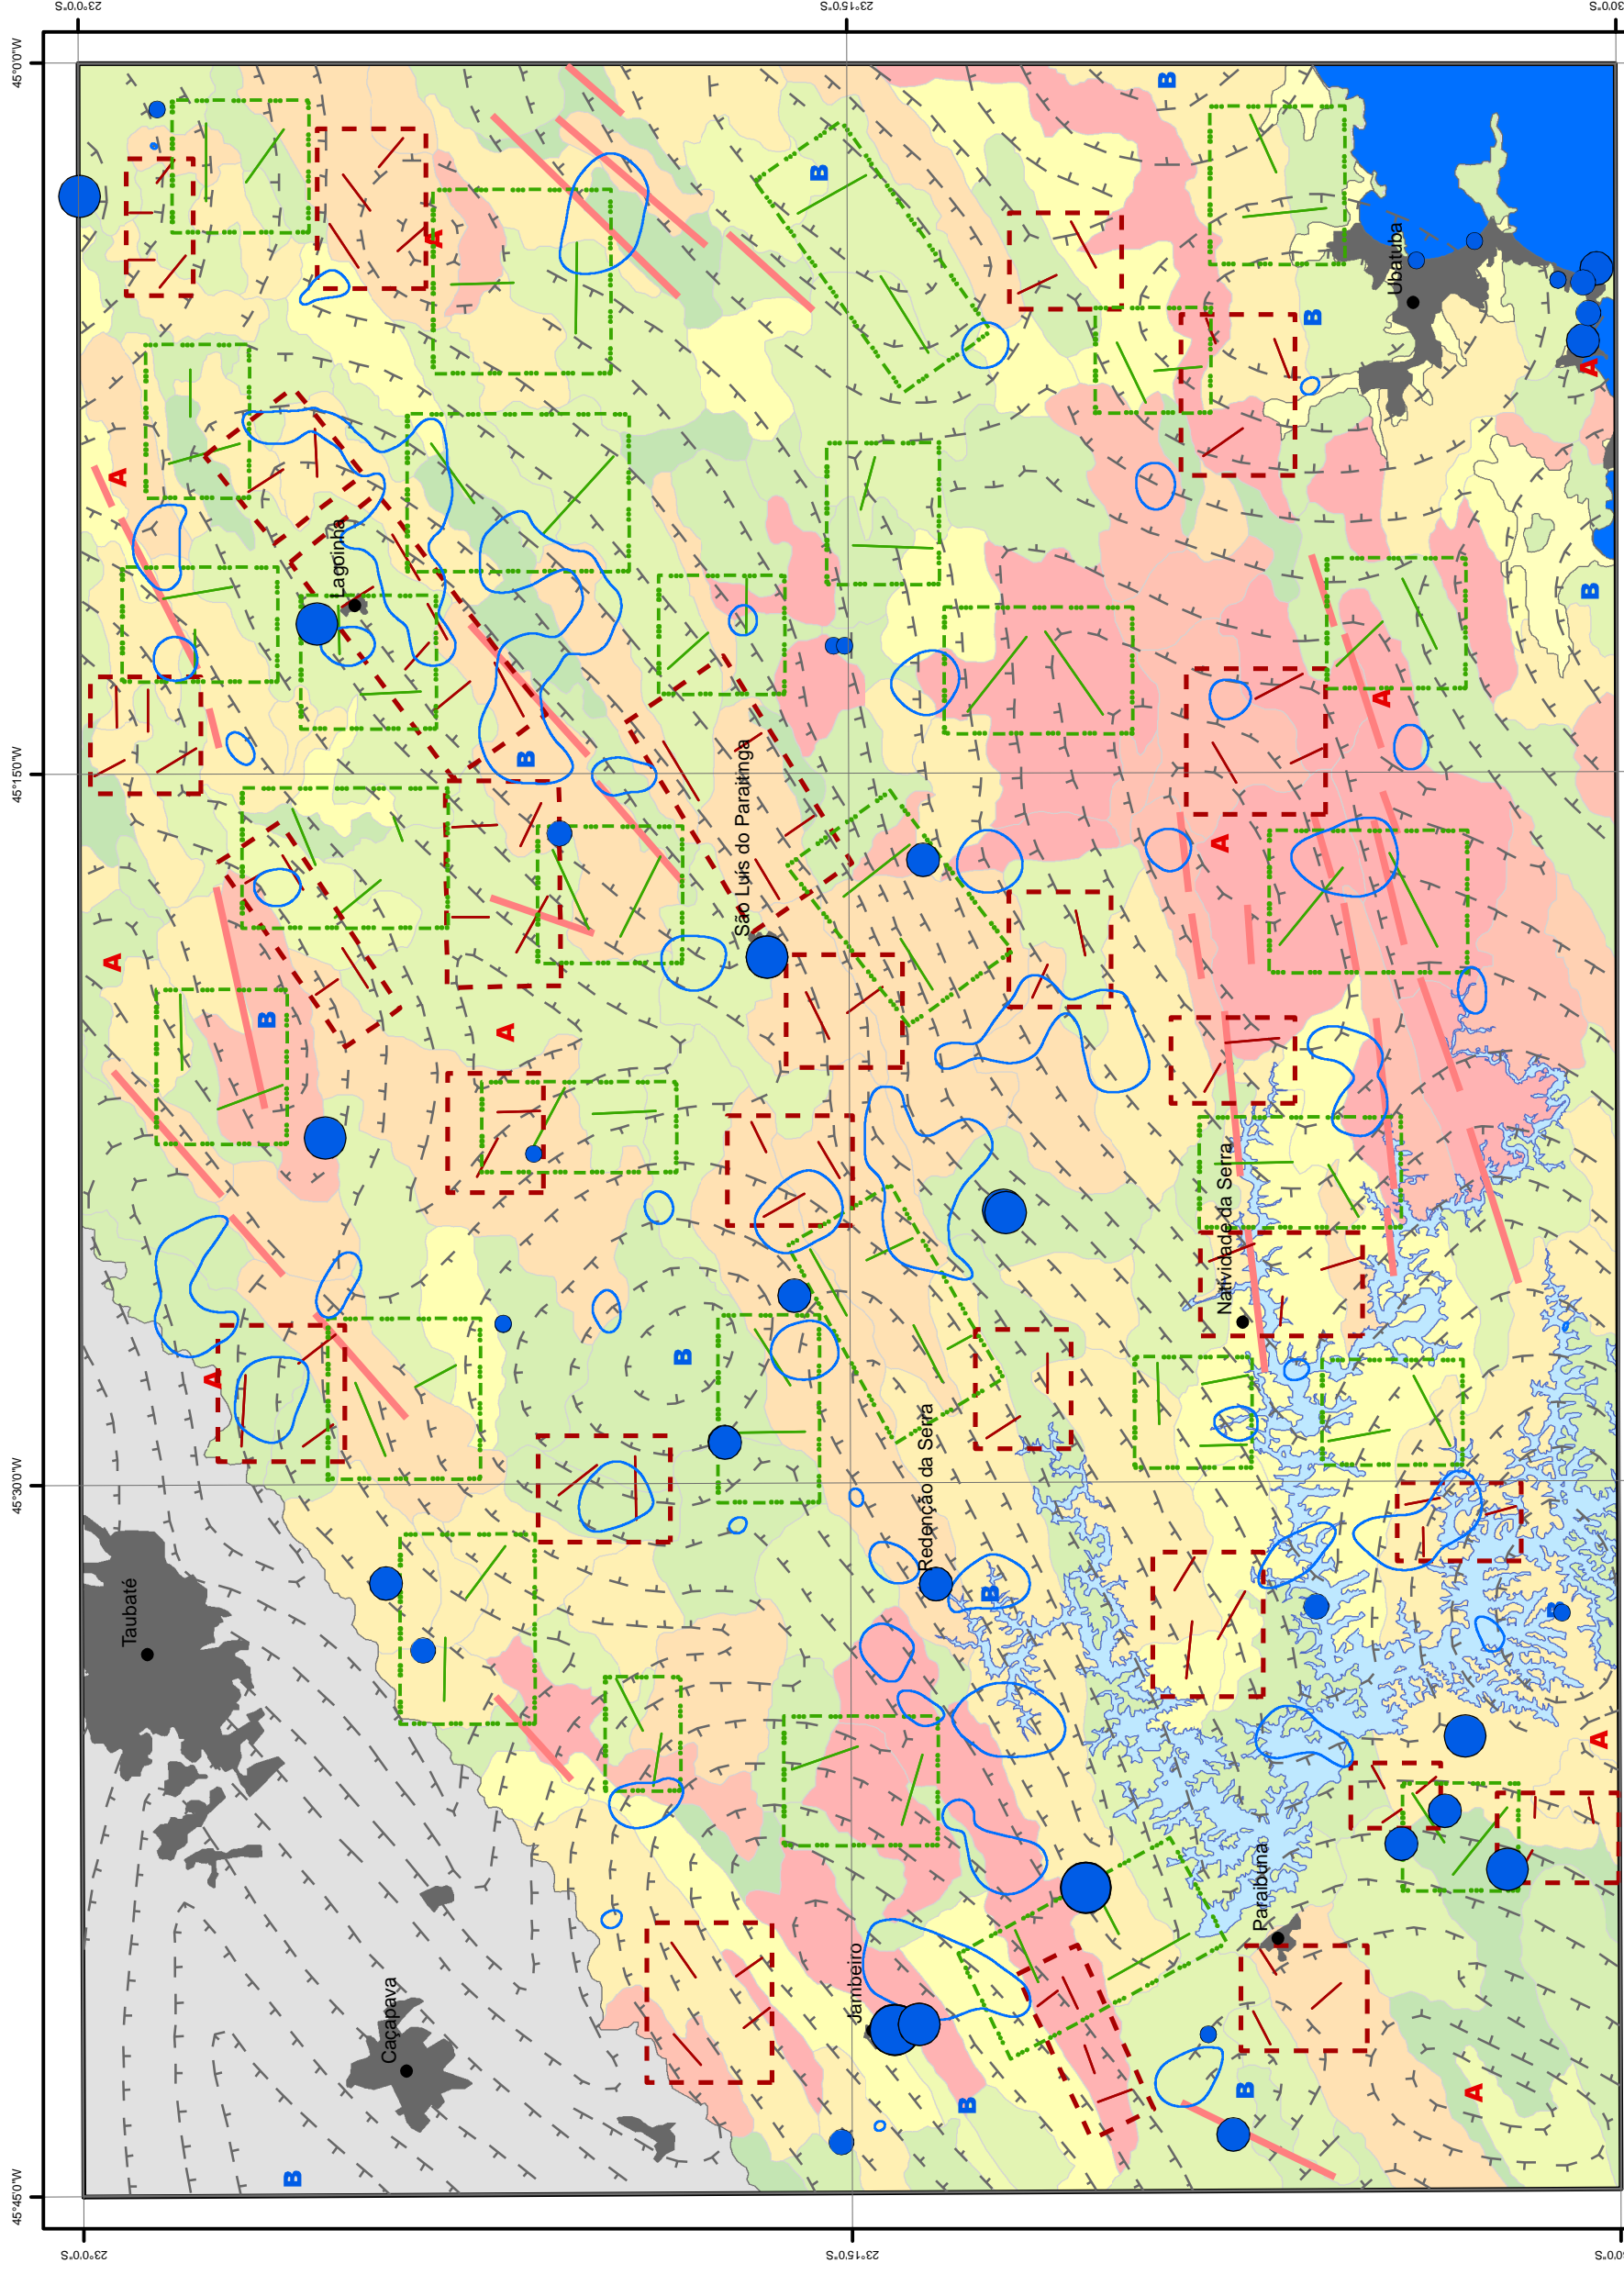 23°0'0"S
23°15'0"S
45°0'0"W
B
A
B
Ubatuba
B
A
A
Lagoinha
B
A
45°15'0"W
B
São Luís do Paraitinga
A
A
B
A
Natividade da Serra
B
A
45°30'0"W
Redenção da Serra
B
Taubaté
A
Paraibuna
Jambeiro
Caçapava
B
B
A
B
45°45'0"W
23°0'0"S
23°15'0"S